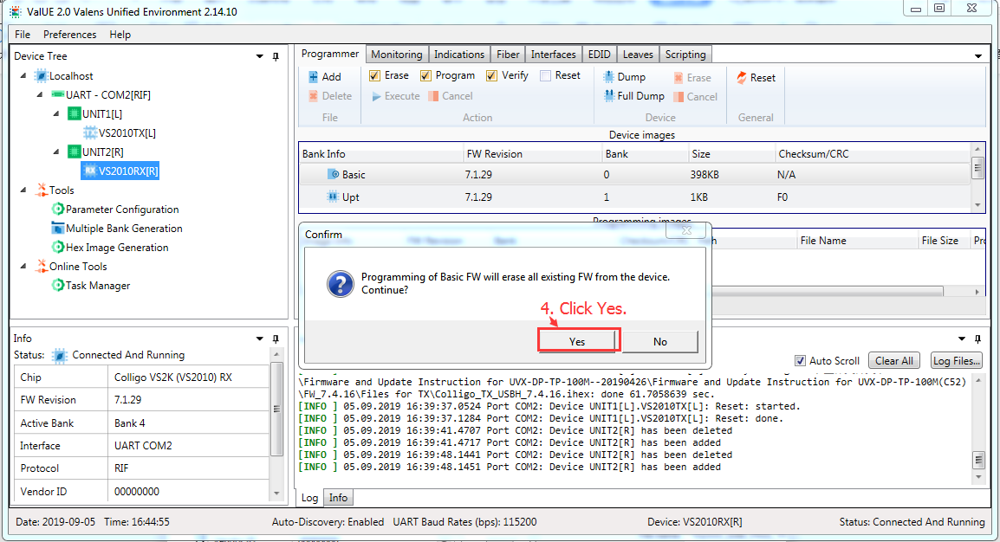 ValUE 2.0 Valens Unified Environment 2.14.10
File Preferences Help
Device Tree
Localhost
UART - COM2[RIF]
UNIT1[L]
VS2010TX[L]
UNIT2[R]
VS2010RX[R]
Tools
Parameter Configuration
Multiple Bank Generation
Hex Image Generation
Online Tools
Task Manager
Programmer Monitoring Indications Fiber Interfaces EDID Leaves Scripting
Add Erase Program Verify Reset Dump Erase Reset
Delete Execute Cancel Full Dump Cancel
File Action Device General
Device images
Bank Info FW Revision Bank Size Checksum/CRC
Basic 7.1.29 0 398KB N/A
Upt 7.1.29 1 1KB F0
Programming images
File Name File Size
Confirm
Programming of Basic FW will erase all existing FW from the device.
Continue?
4. Click Yes.
Yes No
Info
Status: Connected And Running
Chip Colligo VS2K (VS2010) RX
FW Revision 7.1.29
Active Bank Bank 4
Interface UART COM2
Protocol RIF
Vendor ID 00000000
Auto Scroll Clear All Log Files...
\Firmware and Update Instruction for UVX-DP-TP-100M--20190426\Firmware and Update Instruction for UVX-DP-TP-100M(C52)
\FW_7.4.16\Files for TX\Colligo_TX_USBH_7.4.16.ihex: done 61.7058639 sec.
[INFO ] 05.09.2019 16:39:37.0524 Port COM2: Device UNIT1[L].VS2010TX[L]: Reset: started.
[INFO ] 05.09.2019 16:39:37.1284 Port COM2: Device UNIT1[L].VS2010TX[L]: Reset: done.
[INFO ] 05.09.2019 16:39:41.4707 Port COM2: Device UNIT2[R] has been deleted
[INFO ] 05.09.2019 16:39:41.4717 Port COM2: Device UNIT2[R] has been added
[INFO ] 05.09.2019 16:39:48.1441 Port COM2: Device UNIT2[R] has been deleted
[INFO ] 05.09.2019 16:39:48.1451 Port COM2: Device UNIT2[R] has been added
Log Info
Date: 2019-09-05 Time: 16:44:55 Auto-Discovery: Enabled UART Baud Rates (bps): 115200 Device: VS2010RX[R] Status: Connected And Running